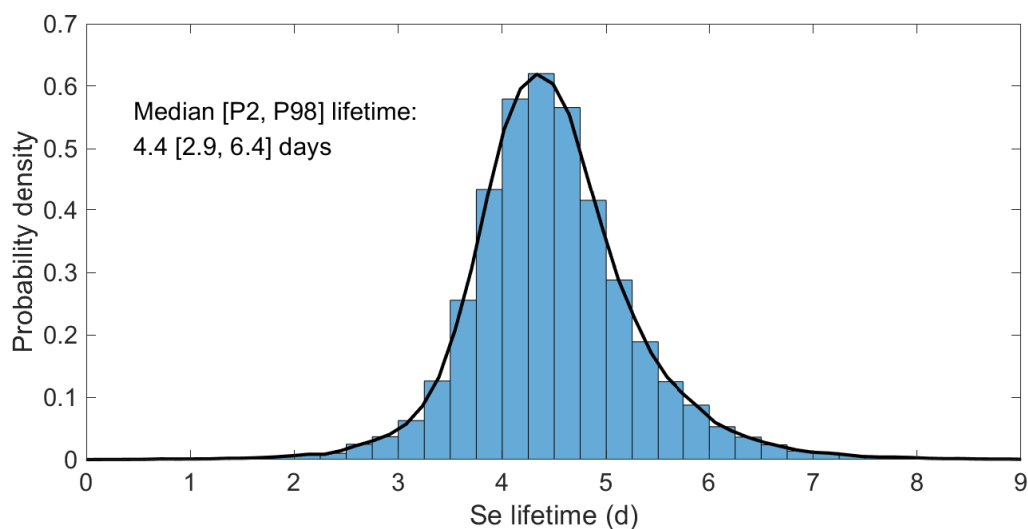 0.7
0.6
0.5
0.4
0.3
0.2
0.1
0
Probability density
Median [P2, P98] lifetime:
4.4 [2.9, 6.4] days
0 1 2 3 4 5 6 7 8 9
Se lifetime (d)